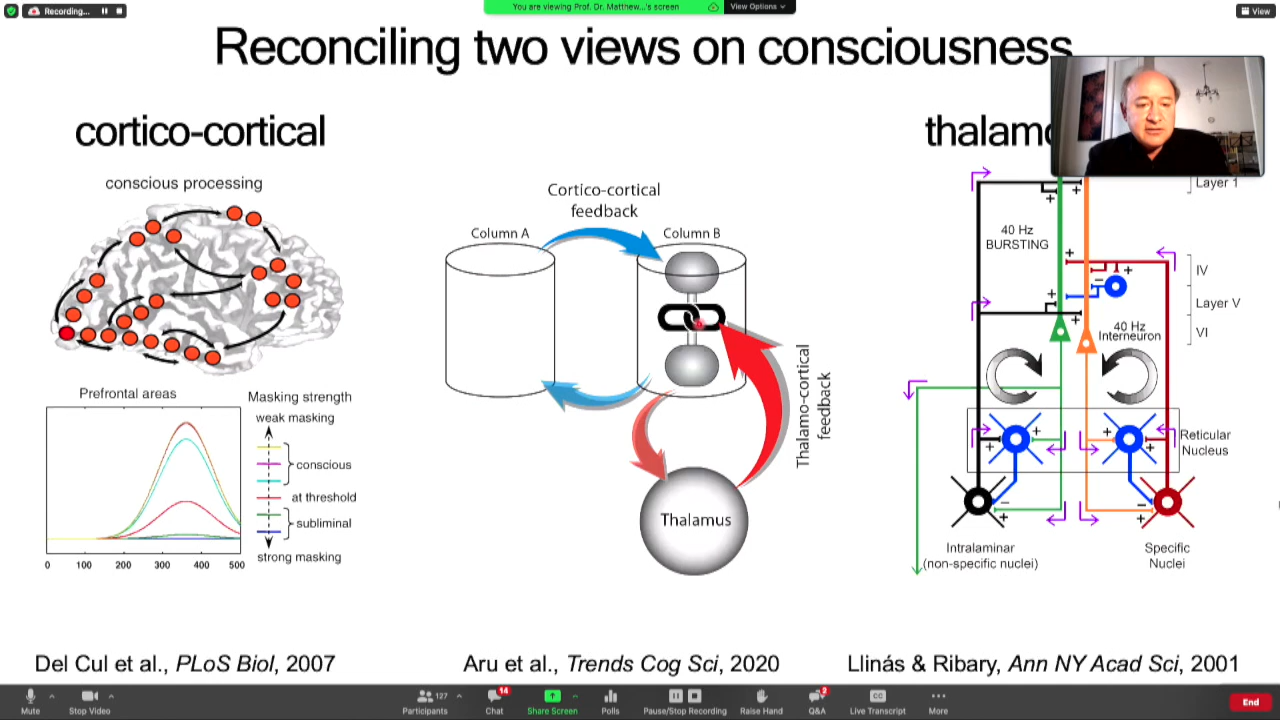 Recording...
You are viewing Prof. Dr. Matthew...'s screen
View Options
View
Reconciling two views on consciousness
cortico-cortical
thalamo
conscious processing
Prefrontal areas
Masking strength
weak masking
conscious
at threshold
subliminal
strong masking
0 100 200 300 400 500
Cortico-cortical
feedback
Column A
Column B
Thalamo-cortical
feedback
Thalamus
Layer 1
40 Hz
BURSTING
IV
Layer V
VI
40 Hz
Interneuron
Reticular
Nucleus
Intralaminar
(non-specific nuclei)
Specific
Nuclei
Del Cul et al., PLoS Biol, 2007
Aru et al., Trends Cog Sci, 2020
Llinás & Ribary, Ann NY Acad Sci, 2001
Mute
Stop Video
Participants
127
Chat
14
Share Screen
Polls
Pause/Stop Recording
Raise Hand
Q&A
2
CC
Live Transcript
More
End